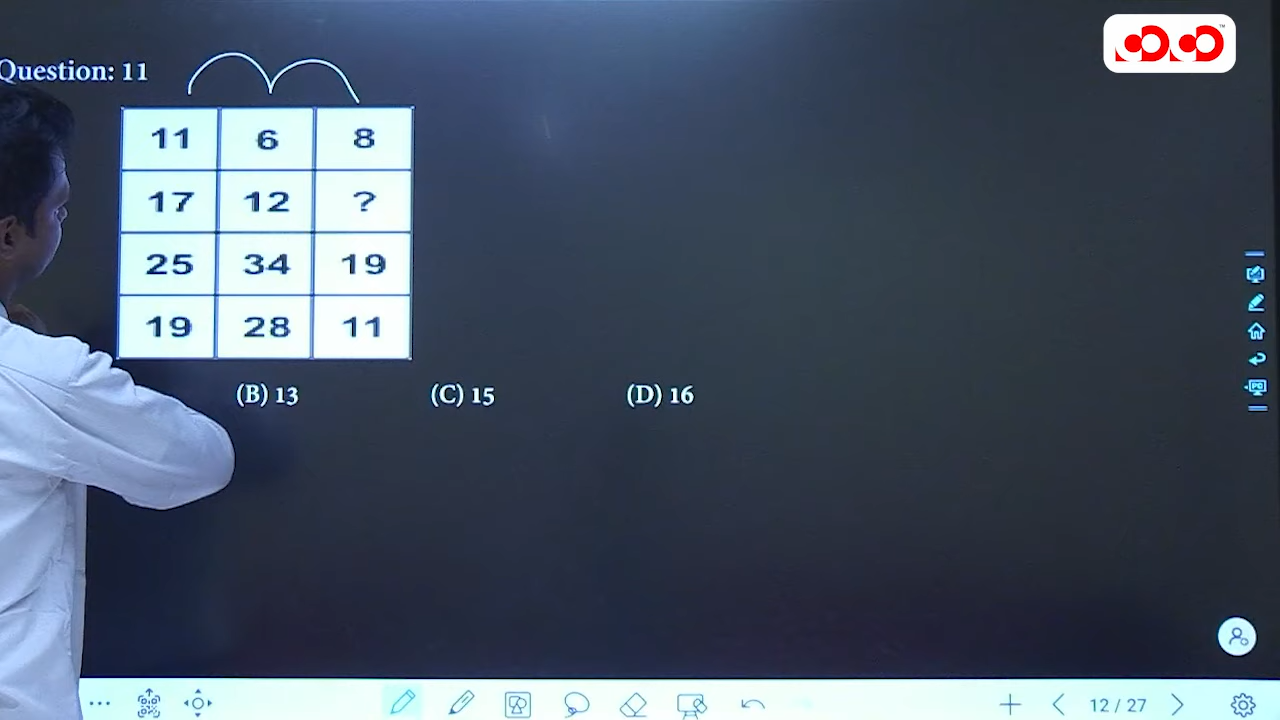 Question: 11
11 6 8
17 12 ?
25 34 19
19 28 11
(B) 13 (C) 15 (D) 16
12 / 27